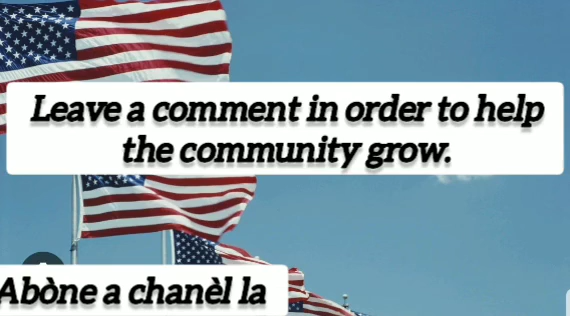 Leave a comment in order to help
the community grow.
Abòne a chanèl la